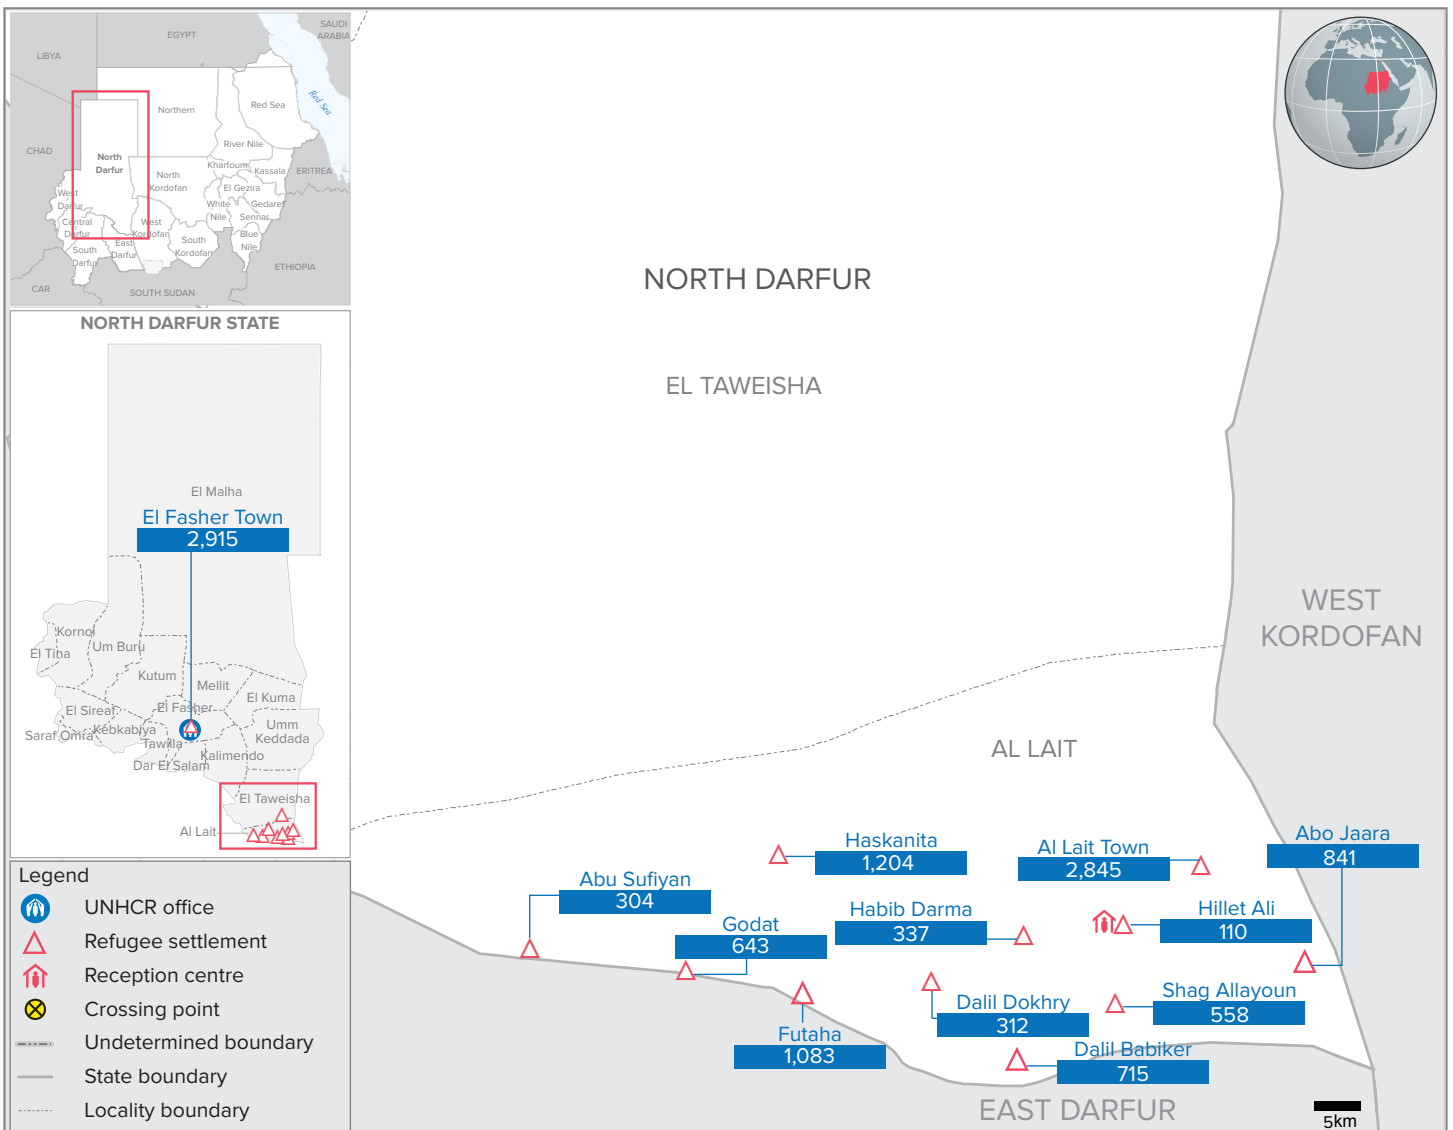 SAUDI
ARABIA
EGYPT
LIBYA
Red Sea
Northern
Red Sea
CHAD
North
Darfur
River Nile
Khartoum
Kassala
ERITREA
North
Kordofan
El Gezira
West
Darfur
White
Nile
Gedaref
Sennar
Central
Darfur
West
Kordofan
Blue
Nile
South
Kordofan
East
Darfur
South
Darfur
ETHIOPIA
CAR
SOUTH SUDAN
NORTH DARFUR STATE
El Malha
El Fasher Town
2,915
Kornoi
El Tina
Um Buru
Kutum
Mellit
El Kuma
El Sireaf
El Fasher
Saraf Omra
Kebkabiya
Tawilla
Umm
Keddada
Dar El Salam
Kalimendo
El Taweisha
Al Lait
Legend
UNHCR office
Refugee settlement
Reception centre
Crossing point
Undetermined boundary
State boundary
Locality boundary
NORTH DARFUR
EL TAWEISHA
WEST
KORDOFAN
AL LAIT
Abo Jaara
841
Haskanita
1,204
Al Lait Town
2,845
Abu Sufiyan
304
Habib Darma
337
Hillet Ali
110
Godat
643
Dalil Dokhry
312
Shag Allayoun
558
Futaha
1,083
Dalil Babiker
715
EAST DARFUR
5km